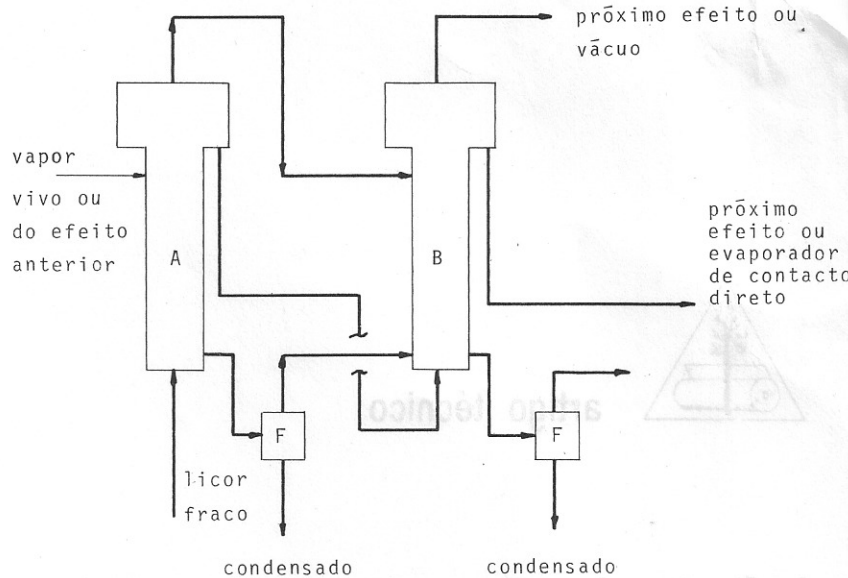 próximo efeito ou
vácuo
vapor
vivo ou
do efeito
anterior
A
B
próximo
efeito ou
evaporador
de contacto
direto
F
F
licor
fraco
artigo técnico
condensado
condensado